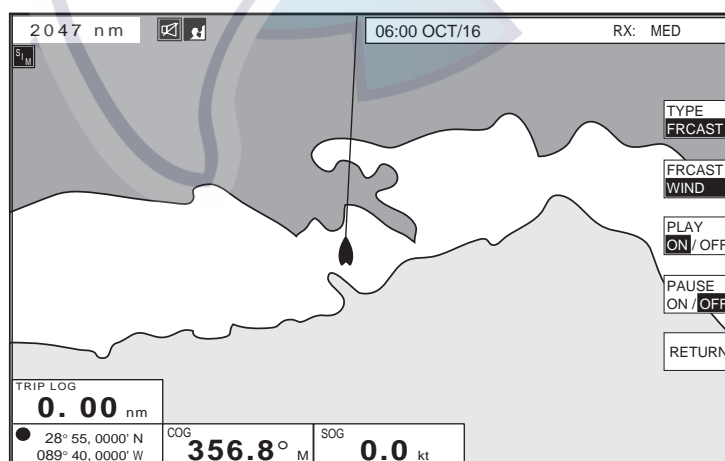 2047 nm
06:00 OCT/16 RX: MED
SIM
TYPE
FRCAST
FRCAST
WIND
PLAY
ON / OFF
PAUSE
ON / OFF
RETURN
TRIP LOG
0. 00 nm
28° 55, 0000' N
089° 40, 0000' W
COG
356.8° M
SOG
0.0 kt